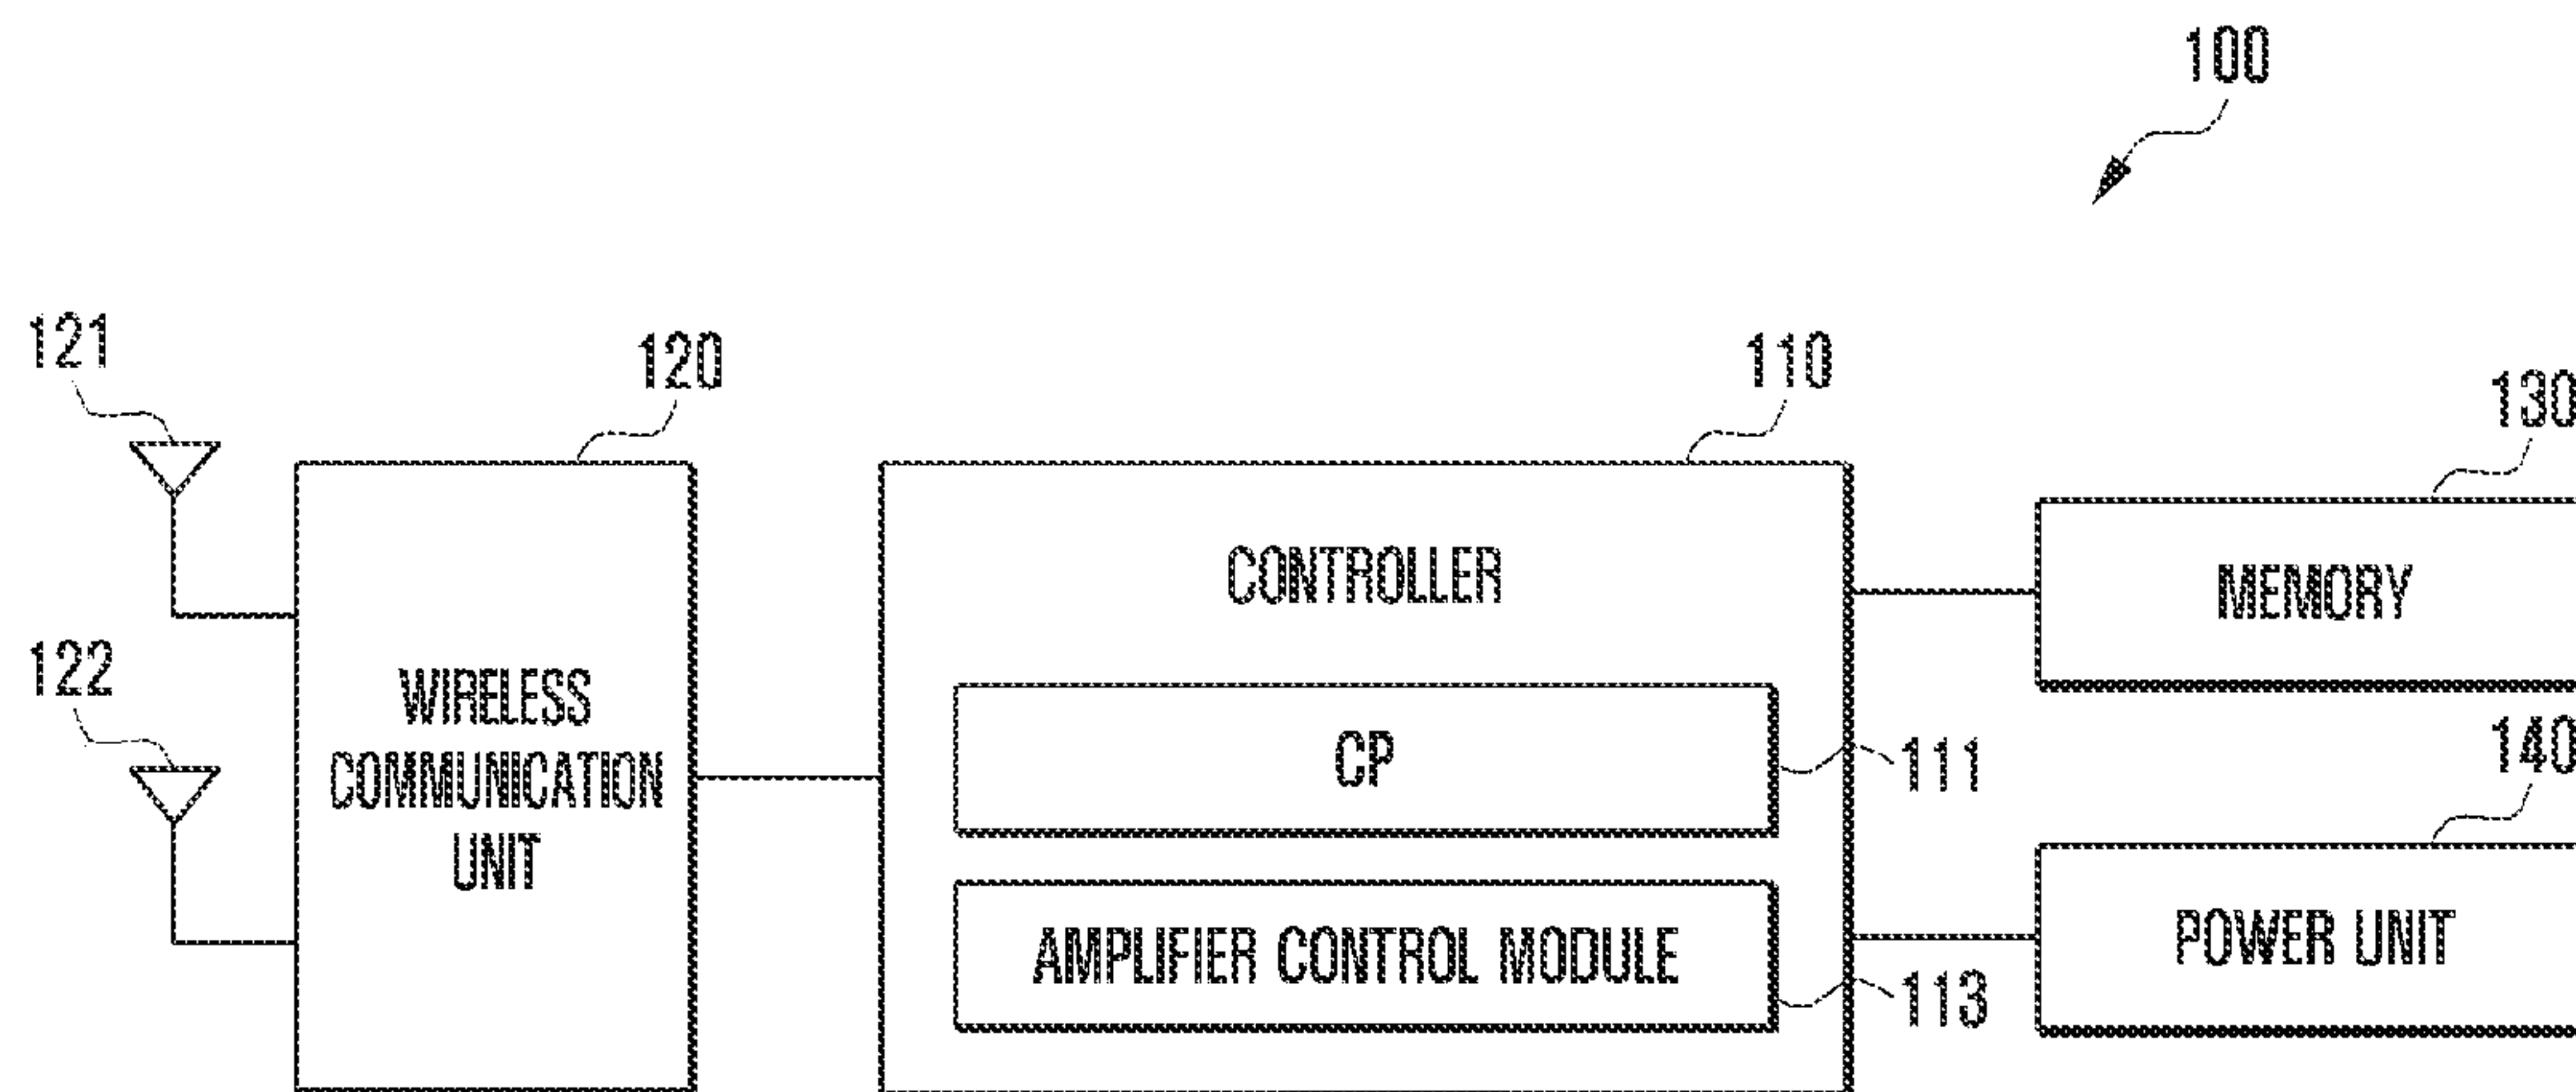 100
121
120
110
130
CONTROLLER
MEMORY
122
WIRELESS
COMMUNICATION
UNIT
CP
111
140
AMPLIFIER CONTROL MODULE
113
POWER UNIT